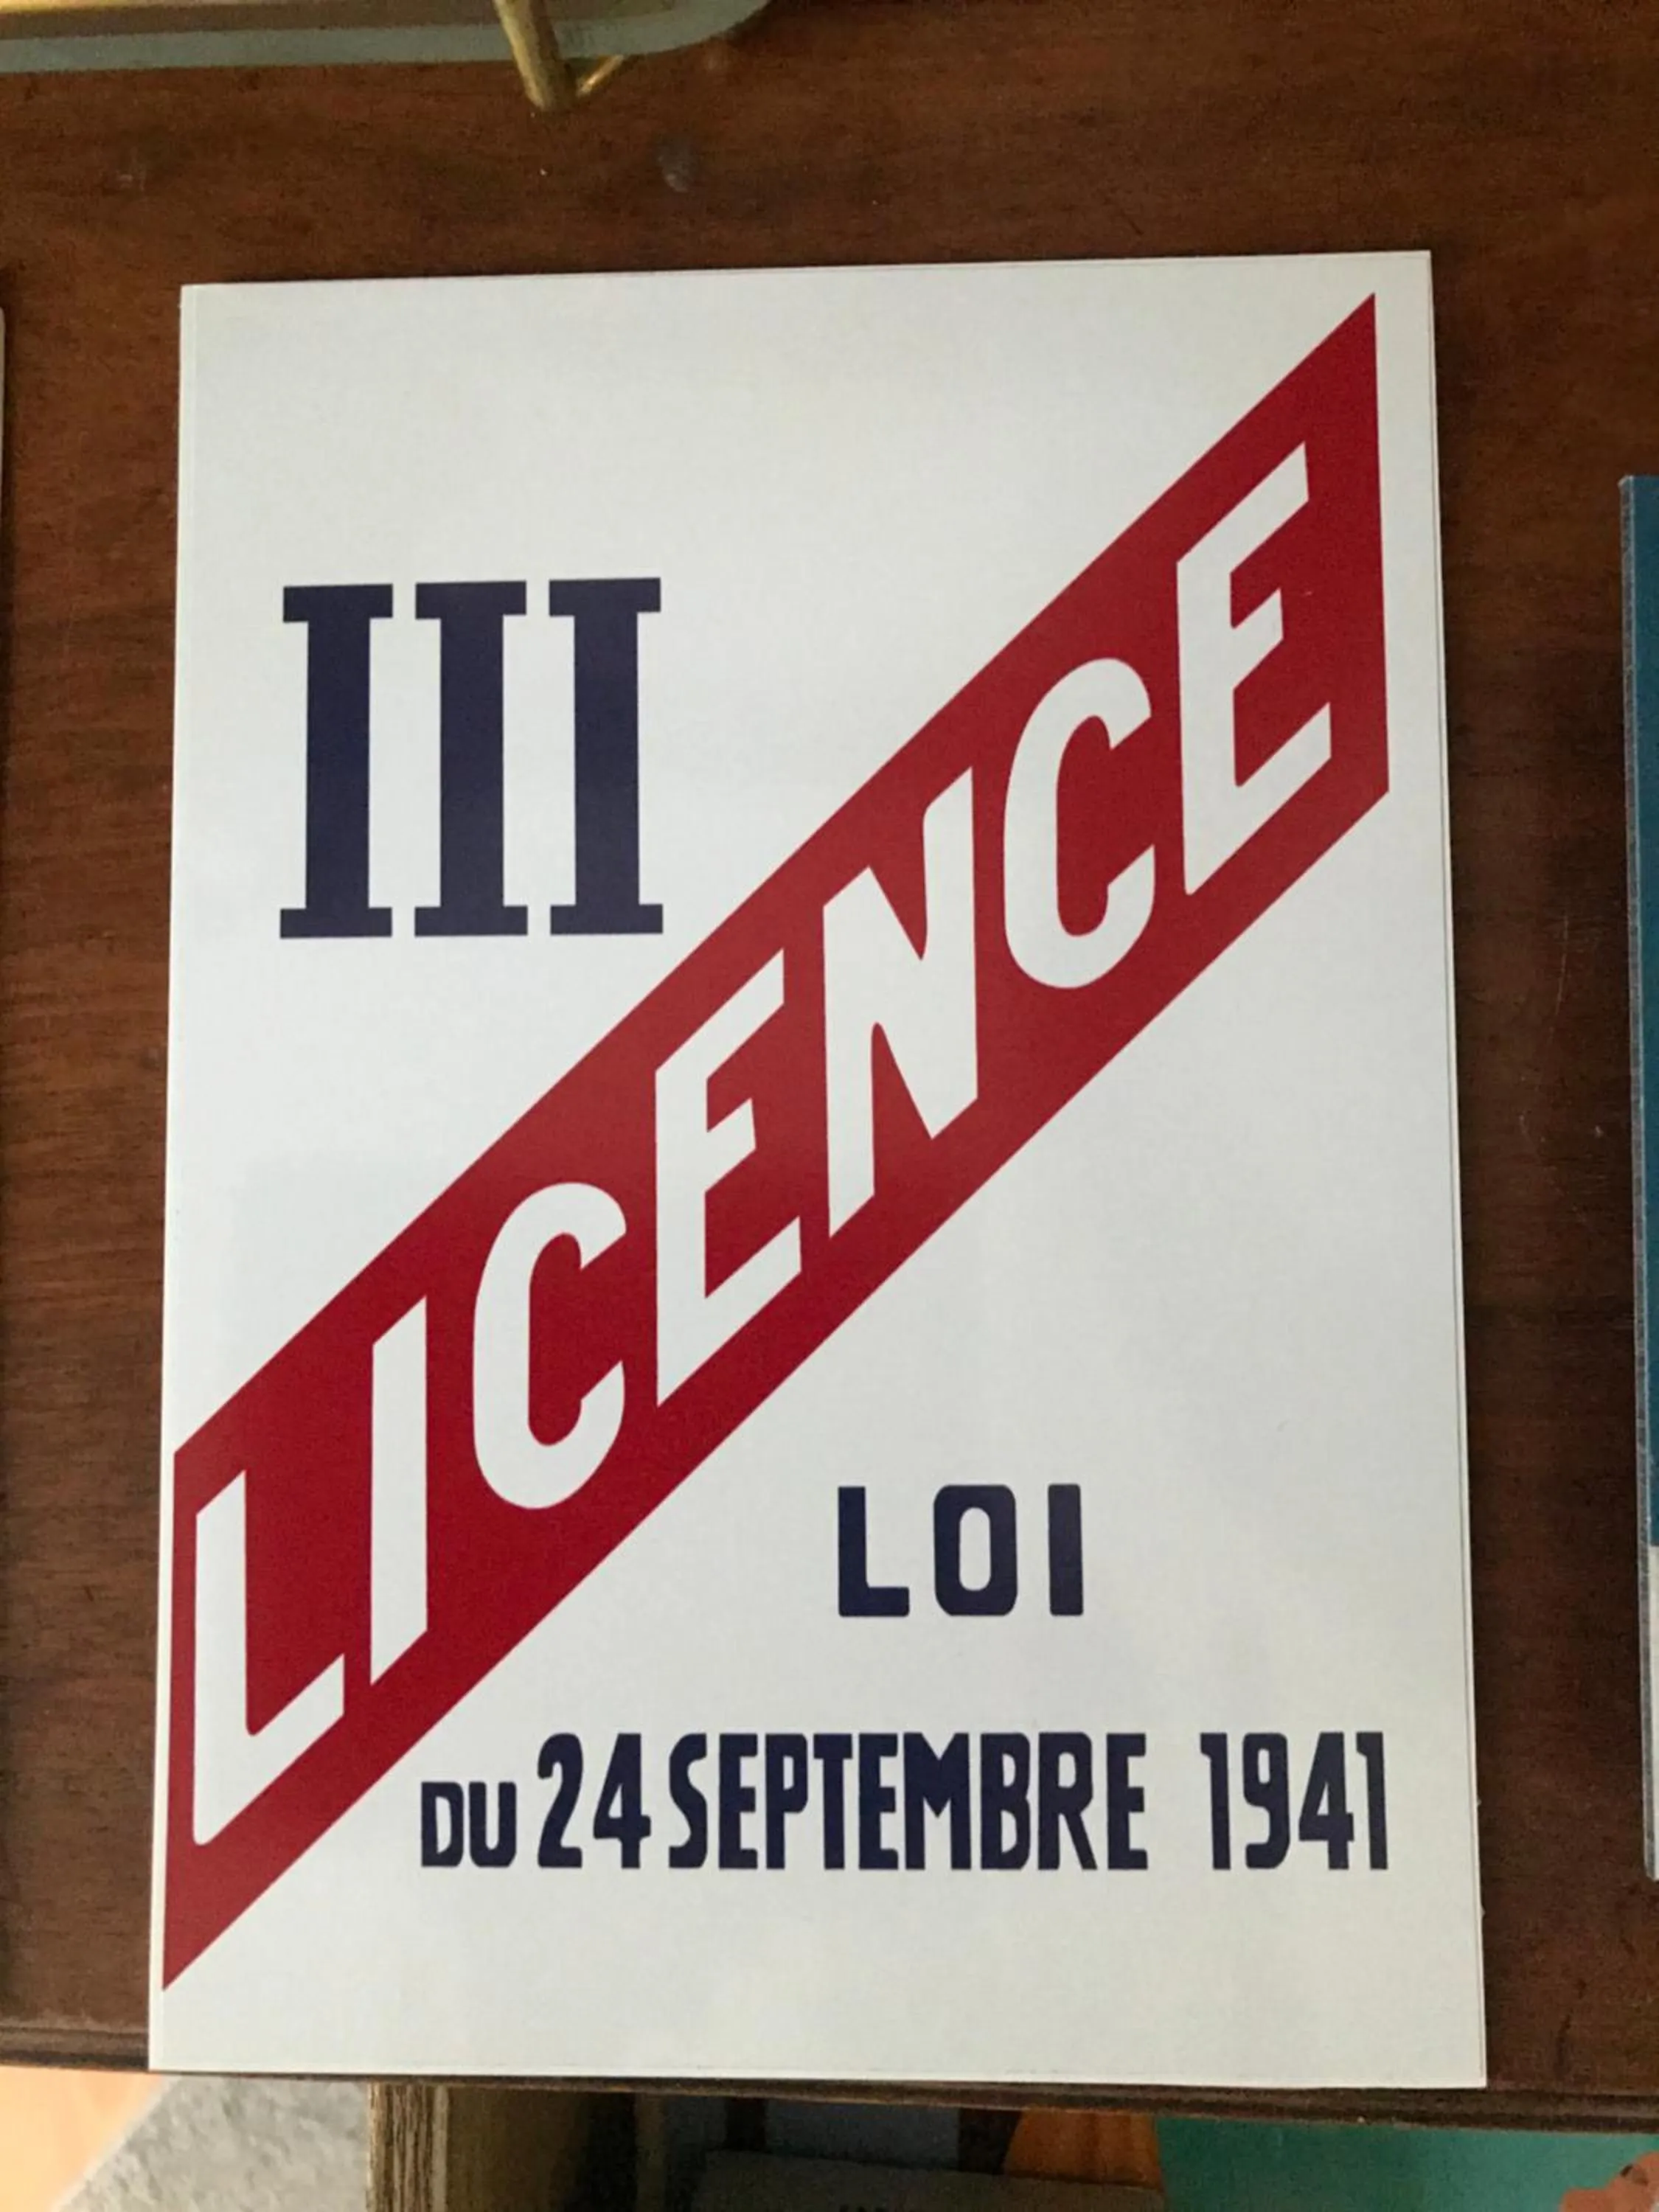 III
LICENCE
LOI
DU 24 SEPTEMBRE 1941